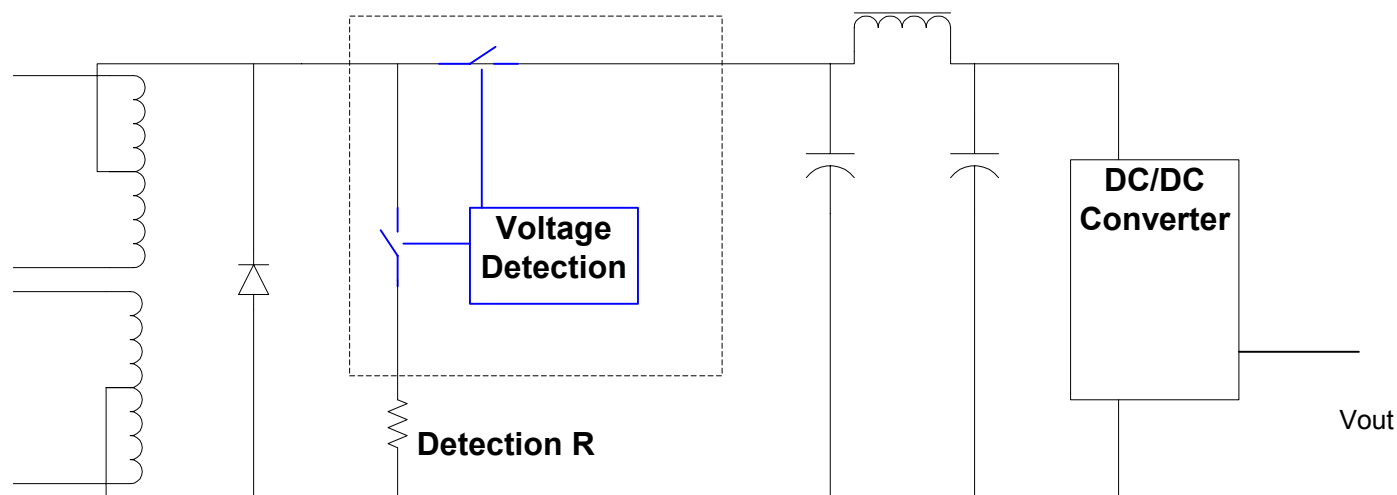 DC/DC
Converter
Voltage
Detection
Detection R
Vout